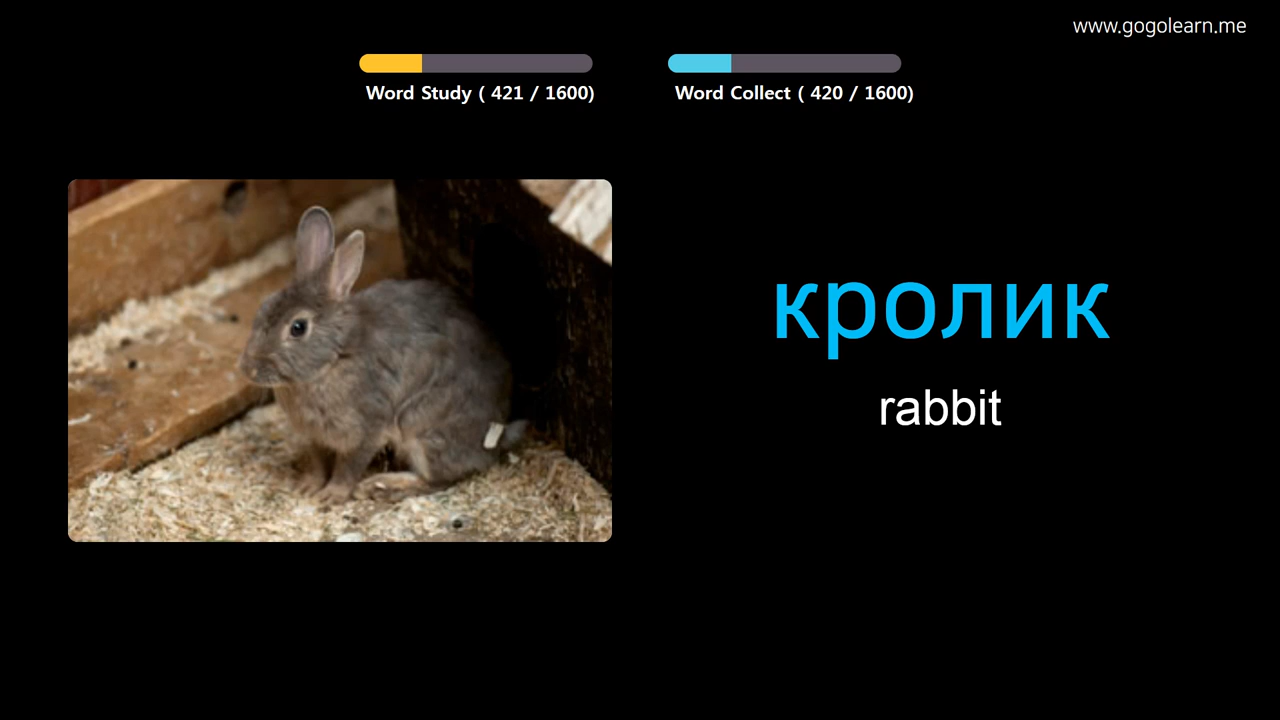 www.gogolearn.me
Word Study ( 421 / 1600)
Word Collect ( 420 / 1600)
кролик
rabbit